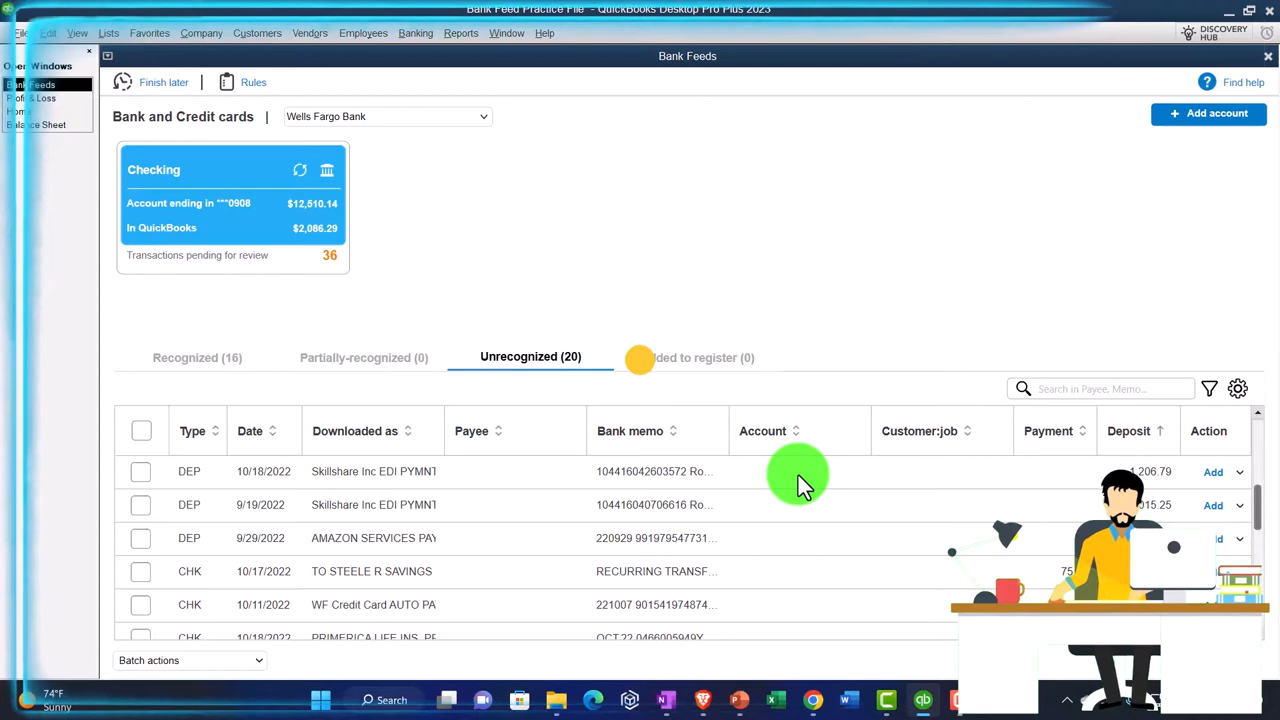 Bank Feed Practice File - QuickBooks Desktop Pro Plus 2023
File Edit View Lists Favorites Company Customers Vendors Employees Banking Reports Window Help
DISCOVERY HUB
Open Windows
Bank Feeds
Profit & Loss
Home
Balance Sheet
Bank Feeds
Finish later | Rules
Find help
Bank and Credit cards | Wells Fargo Bank
+ Add account
Checking
Account ending in ***0908 $12,510.14
In QuickBooks $2,086.29
Transactions pending for review 36
Recognized (16) Partially-recognized (0) Unrecognized (20) dded to register (0)
Search in Payee, Memo...
Type Date Downloaded as Payee Bank memo Account Customer:job Payment Deposit Action
DEP 10/18/2022 Skillshare Inc EDI PYMNT 104416042603572 Ro... 206.79 Add
DEP 9/19/2022 Skillshare Inc EDI PYMNT 104416040706616 Ro... 015.25 Add
DEP 9/29/2022 AMAZON SERVICES PAY 220929 991979547731...
CHK 10/17/2022 TO STEELE R SAVINGS RECURRING TRANSF... 75
CHK 10/11/2022 WF Credit Card AUTO PA 221007 901541974874...
CHK 10/18/2022 PRIMERICA LIFE INS. PR OCT 22 0466005949Y
Batch actions
74°F
Sunny
Search